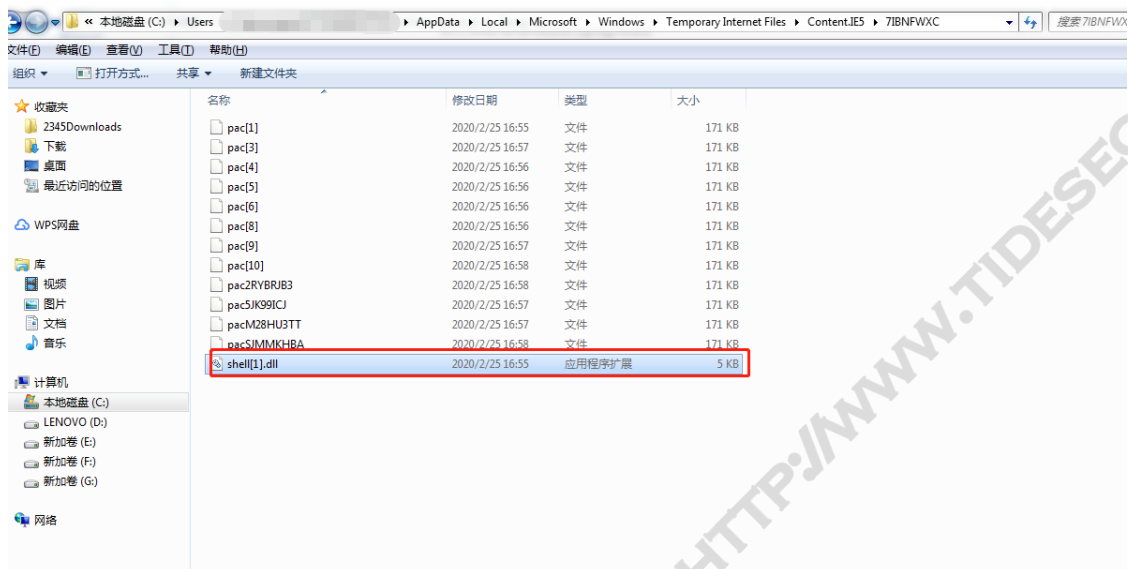 « 本地磁盘 (C:) ▸ Users ▸ AppData ▸ Local ▸ Microsoft ▸ Windows ▸ Temporary Internet Files ▸ Content.IE5 ▸ 7IBNFWXC 搜索 7IBNFWX
文件(F) 编辑(E) 查看(V) 工具(T) 帮助(H)
组织 打开方式... 共享 新建文件夹
名称 修改日期 类型 大小
收藏夹
2345Downloads
下载
桌面
最近访问的位置
WPS网盘
库
视频
图片
文档
音乐
计算机
本地磁盘 (C:)
LENOVO (D:)
新加卷 (E:)
新加卷 (F:)
新加卷 (G:)
网络
pac[1] 2020/2/25 16:55 文件 171 KB
pac[3] 2020/2/25 16:57 文件 171 KB
pac[4] 2020/2/25 16:56 文件 171 KB
pac[5] 2020/2/25 16:56 文件 171 KB
pac[6] 2020/2/25 16:56 文件 171 KB
pac[8] 2020/2/25 16:56 文件 171 KB
pac[9] 2020/2/25 16:57 文件 171 KB
pac[10] 2020/2/25 16:58 文件 171 KB
pac2RYBRJB3 2020/2/25 16:58 文件 171 KB
pac5JK99ICJ 2020/2/25 16:57 文件 171 KB
pacM28HU3TT 2020/2/25 16:57 文件 171 KB
pacSJMMKHBA 2020/2/25 16:58 文件 171 KB
shell[1].dll 2020/2/25 16:55 应用程序扩展 5 KB
HTTP://WWW.TIDESEC